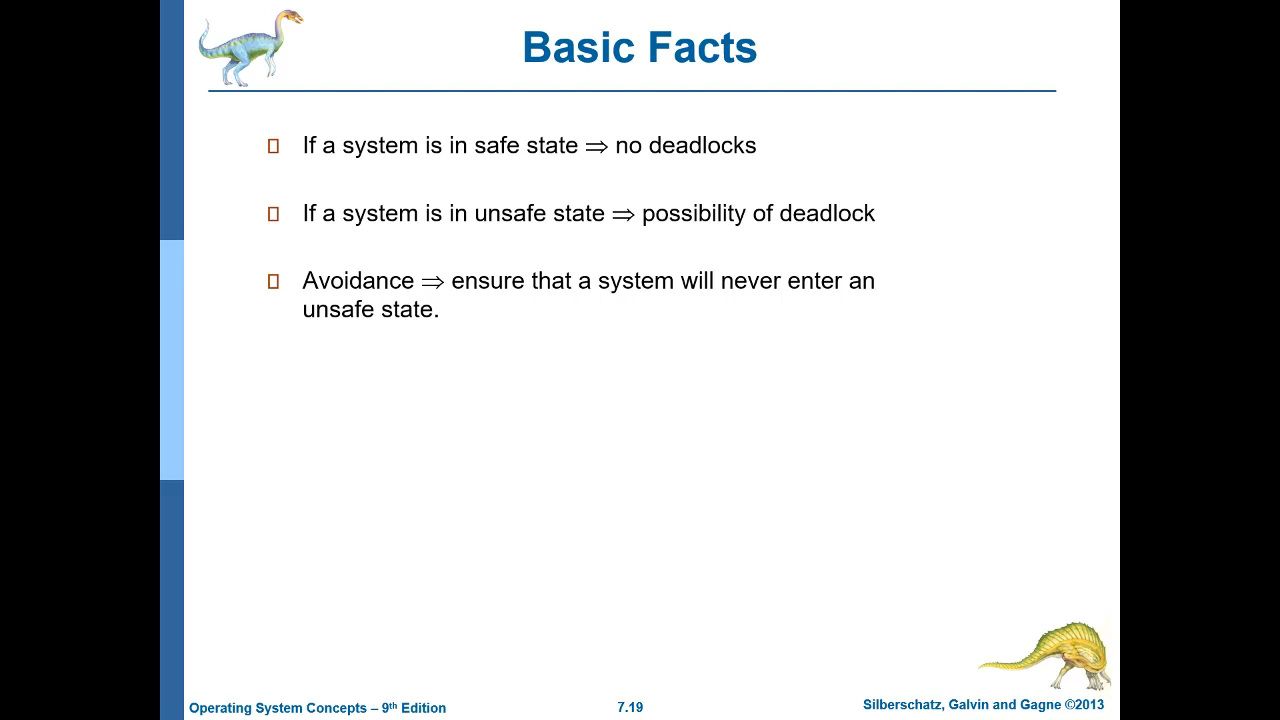 Basic Facts
If a system is in safe state ⇒ no deadlocks
If a system is in unsafe state ⇒ possibility of deadlock
Avoidance ⇒ ensure that a system will never enter an
unsafe state.
Operating System Concepts – 9th Edition
7.19
Silberschatz, Galvin and Gagne ©2013